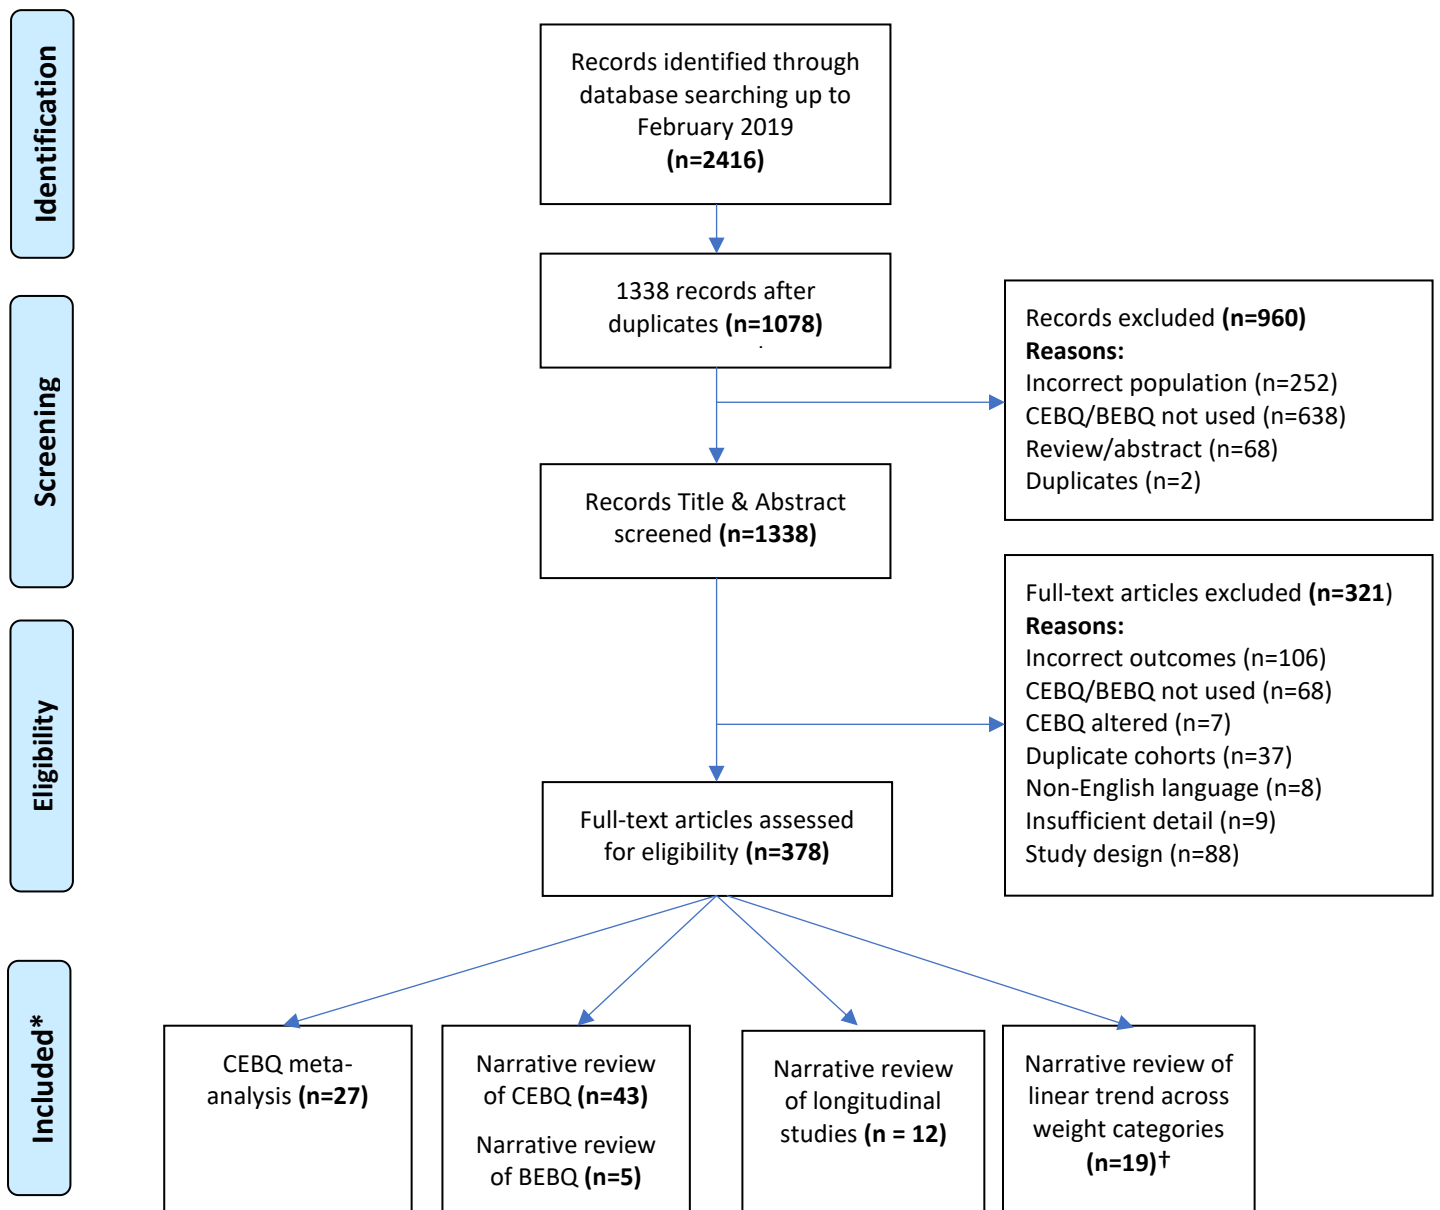 Identification
Records identified through
database searching up to
February 2019
(n=2416)
Screening
1338 records after
duplicates (n=1078)
Records excluded (n=960)
Reasons:
Incorrect population (n=252)
CEBQ/BEBQ not used (n=638)
Review/abstract (n=68)
Duplicates (n=2)
Records Title & Abstract
screened (n=1338)
Eligibility
Full-text articles excluded (n=321)
Reasons:
Incorrect outcomes (n=106)
CEBQ/BEBQ not used (n=68)
CEBQ altered (n=7)
Duplicate cohorts (n=37)
Non-English language (n=8)
Insufficient detail (n=9)
Study design (n=88)
Full-text articles assessed
for eligibility (n=378)
Included*
CEBQ meta-
analysis (n=27)
Narrative review
of CEBQ (n=43)
Narrative review
of BEBQ (n=5)
Narrative review
of longitudinal
studies (n = 12)
Narrative review of
linear trend across
weight categories
(n=19)†